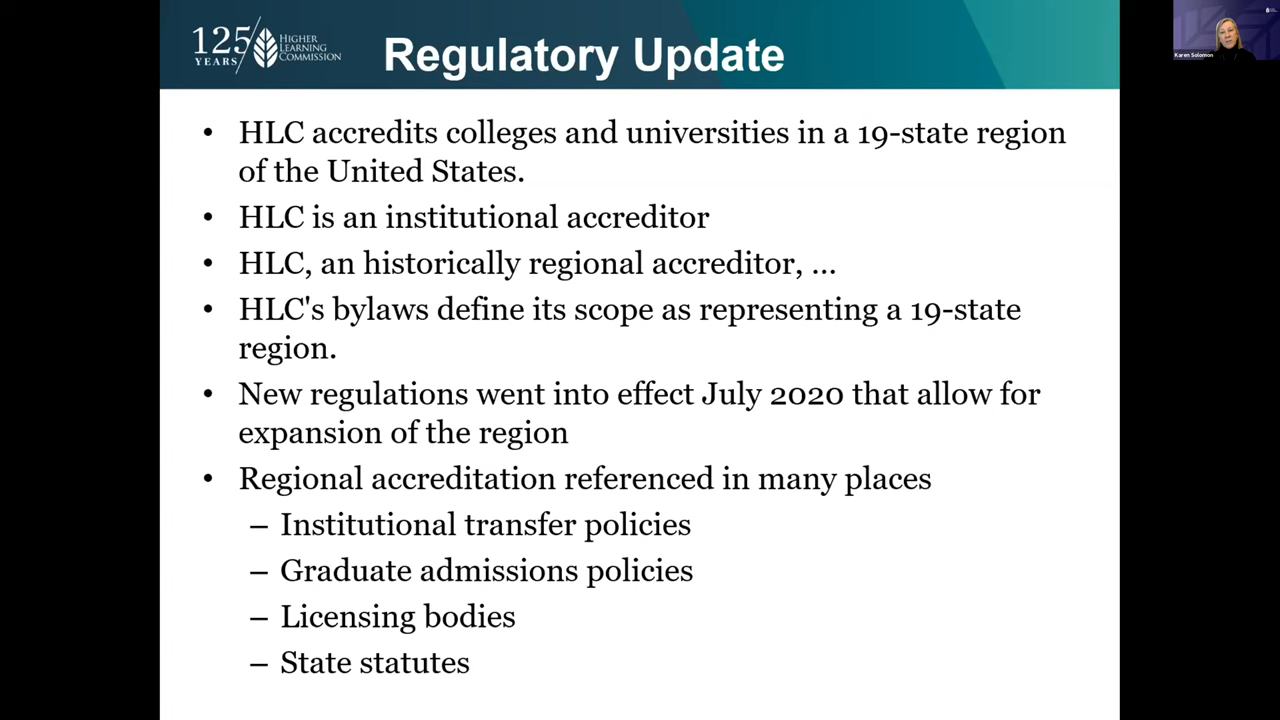 125
YEARS
HIGHER
LEARNING
COMMISSION
Regulatory Update
• HLC accredits colleges and universities in a 19-state region
of the United States.
• HLC is an institutional accreditor
• HLC, an historically regional accreditor, ...
• HLC's bylaws define its scope as representing a 19-state
region.
• New regulations went into effect July 2020 that allow for
expansion of the region
• Regional accreditation referenced in many places
– Institutional transfer policies
– Graduate admissions policies
– Licensing bodies
– State statutes
Karen Solomon